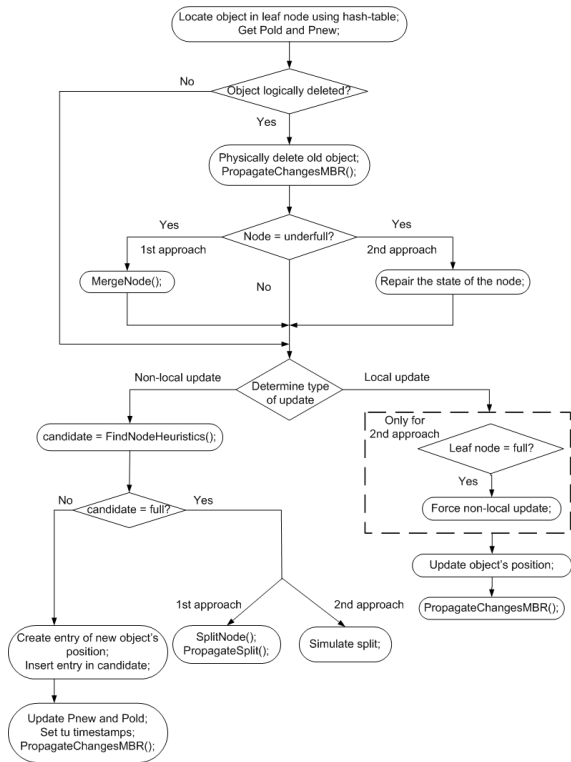 Locate object in leaf node using hash-table;
Get Pold and Pnew;
No
Object logically deleted?
Yes
Physically delete old object;
PropagateChangesMBR();
Yes
Node = underfull?
Yes
1st approach
2nd approach
MergeNode();
No
Repair the state of the node;
Non-local update
Determine type
of update
Local update
candidate = FindNodeHeuristics();
Only for
2nd approach
Leaf node = full?
Yes
Force non-local update;
No
candidate = full?
Yes
Update object's position;
PropagateChangesMBR();
1st approach
2nd approach
Create entry of new object's
position;
Insert entry in candidate;
SplitNode();
PropagateSplit();
Simulate split;
Update Pnew and Pold;
Set tu timestamps;
PropagateChangesMBR();